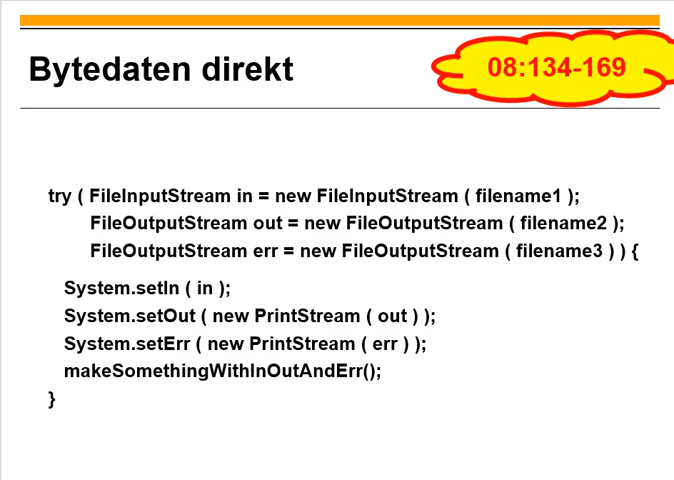 Bytedaten direkt
08:134-169
try ( FileInputStream in = new FileInputStream ( filename1 );
FileOutputStream out = new FileOutputStream ( filename2 );
FileOutputStream err = new FileOutputStream ( filename3 ) ) {
System.setIn ( in );
System.setOut ( new PrintStream ( out ) );
System.setErr ( new PrintStream ( err ) );
makeSomethingWithInOutAndErr();
}